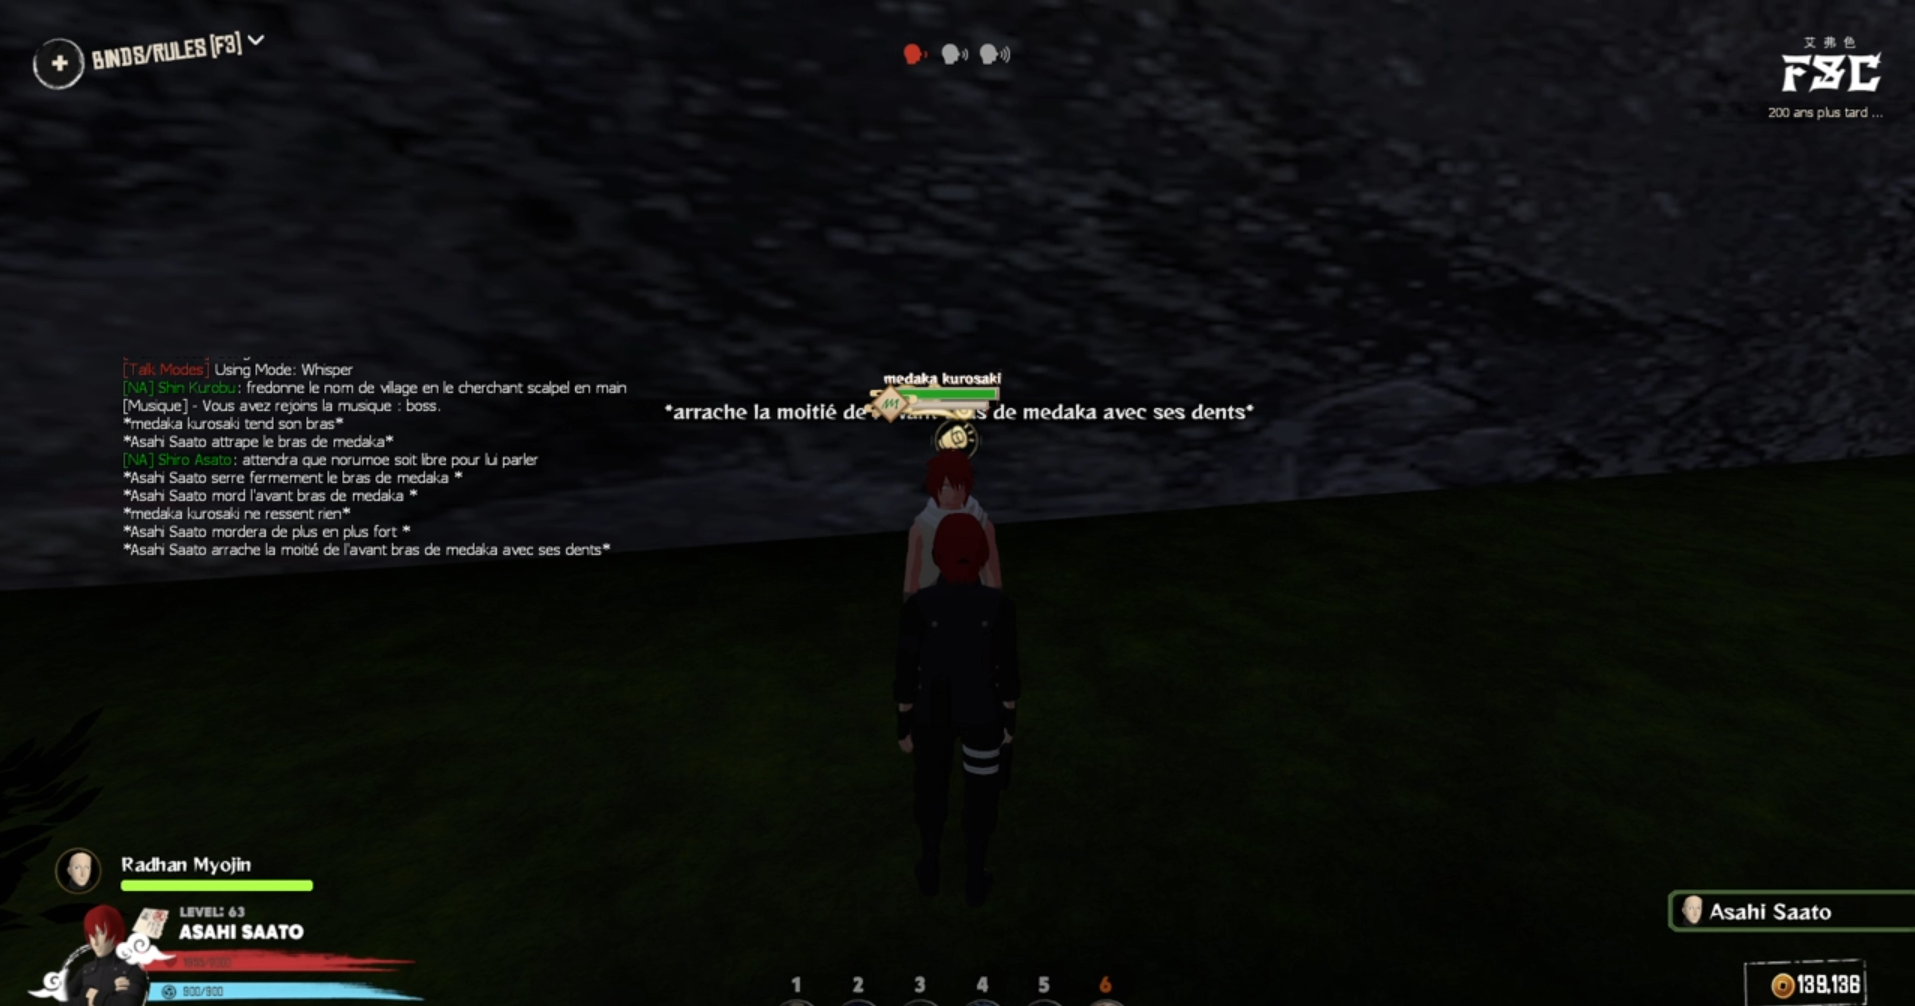 BINDS/RULES [F3]
艾弗色
FSC
200 ans plus tard ...
[Talk Modes] Using Mode: Whisper
[NA] Shin Kurobu: fredonne le nom de village en le cherchant scalpel en main
[Musique] - Vous avez rejoins la musique : boss.
*medaka kurosaki tend son bras*
*Asahi Saato attrape le bras de medaka*
[NA] Shiro Asato: attendra que norumoe soit libre pour lui parler
*Asahi Saato serre fermement le bras de medaka *
*Asahi Saato mord l'avant bras de medaka *
*medaka kurosaki ne ressent rien*
*Asahi Saato mordera de plus en plus fort *
*Asahi Saato arrache la moitié de l'avant bras de medaka avec ses dents*
medaka kurosaki
*arrache la moitié de de medaka avec ses dents*
Radhan Myojin
LEVEL: 63
ASAHI SAATO
900/900
1 2 3 4 5 6
Asahi Saato
139,136